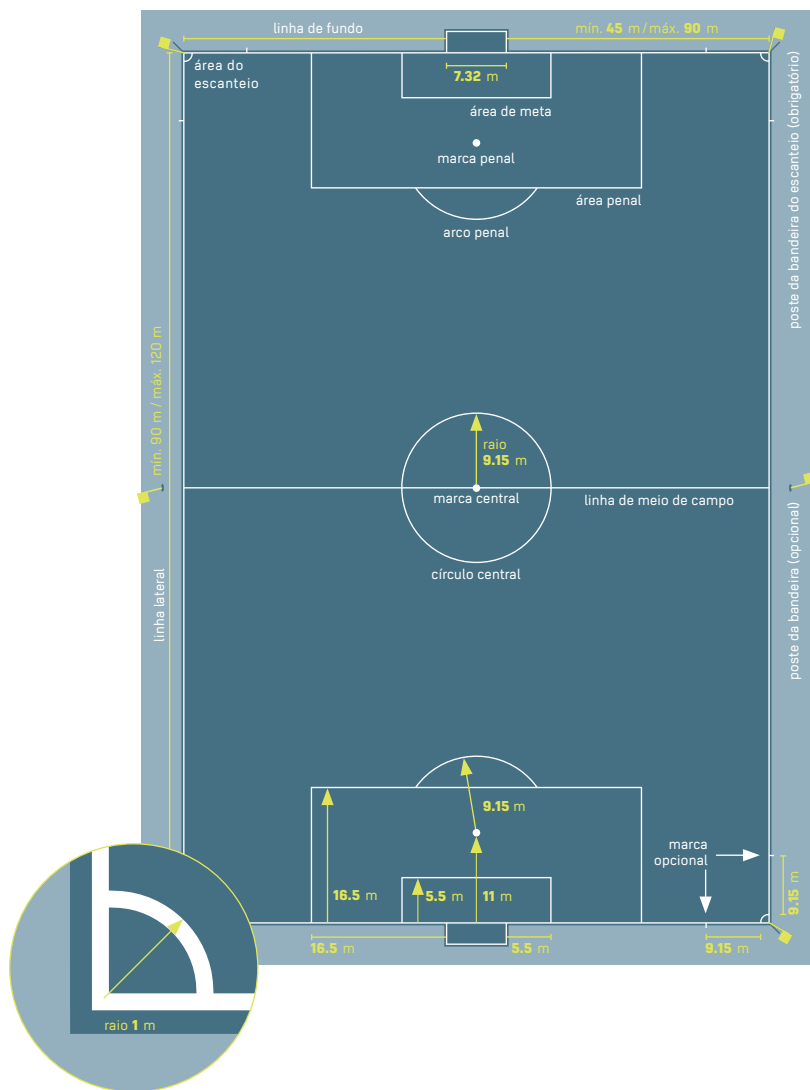 linha de fundo
mín. 45 m/máx. 90 m
área do
escanteio
7.32 m
área de meta
marca penal
área penal
arco penal
poste da bandeira do escanteio (obrigatório)
mín. 90 m / máx. 120 m
raio
9.15 m
marca central
linha de meio de campo
círculo central
linha lateral
poste da bandeira (opcional)
9.15 m
marca
opcional
16.5 m
5.5 m
11 m
9.15 m
16.5 m
5.5 m
9.15 m
raio 1 m